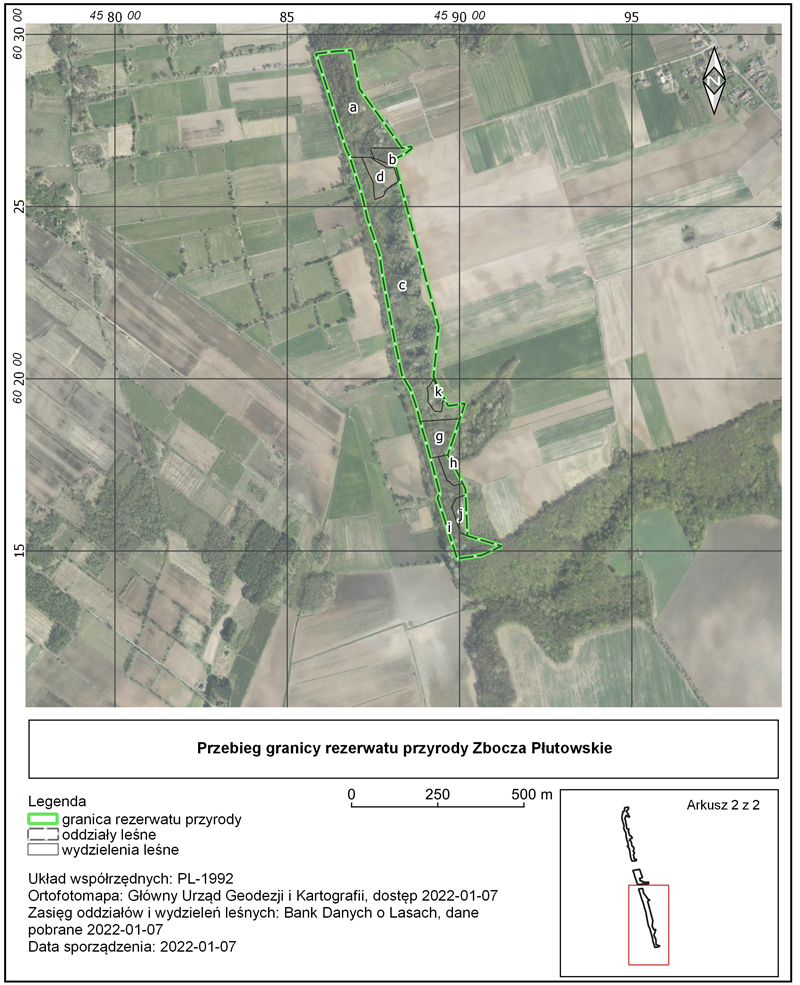 45 80 00
85
45 90 00
95
60 30 00
N
a
b
d
25
c
60 20 00
k
g
h
j
i
15
Przebieg granicy rezerwatu przyrody Zbocza Płutowskie
Legenda
granica rezerwatu przyrody
oddziały leśne
wydzielenia leśne
0 250 500 m
Arkusz 2 z 2
Układ współrzędnych: PL-1992
Ortofotomapa: Główny Urząd Geodezji i Kartografii, dostęp 2022-01-07
Zasięg oddziałów i wydzieleń leśnych: Bank Danych o Lasach, dane
pobrane 2022-01-07
Data sporządzenia: 2022-01-07